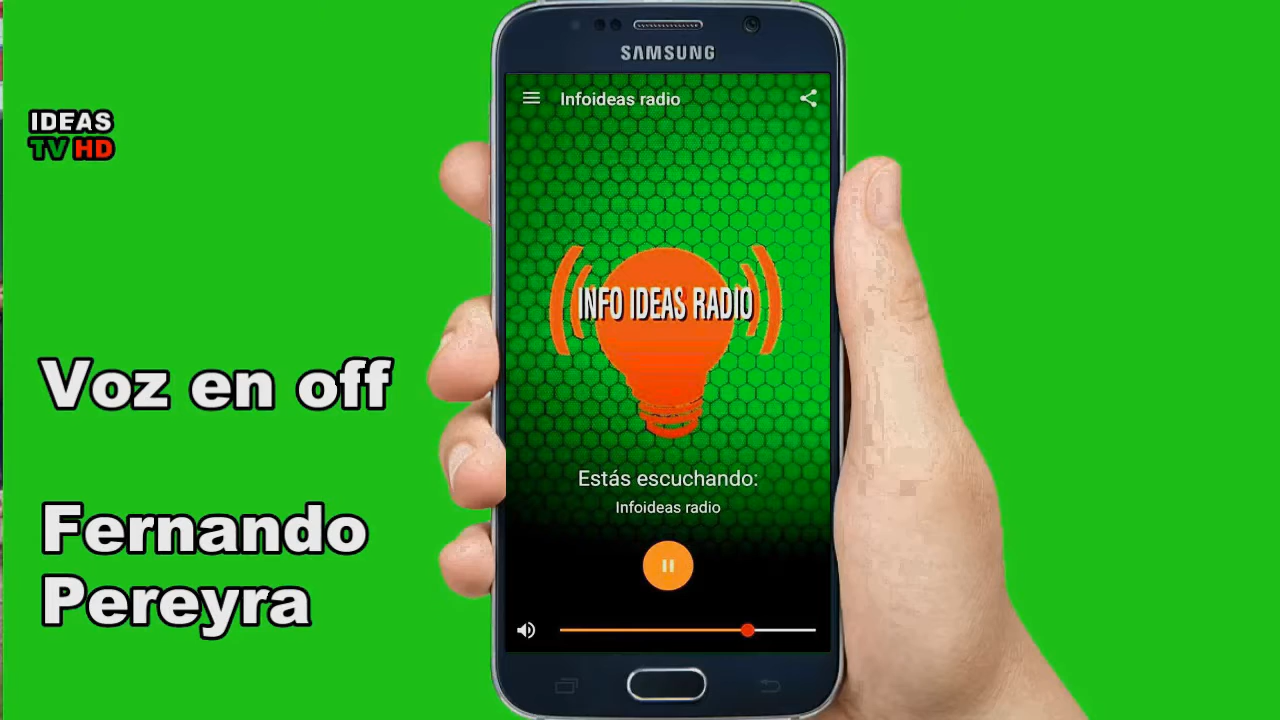 IDEAS
TV HD
Voz en off
Fernando
Pereyra
SAMSUNG
Infoideas radio
INFO IDEAS RADIO
Estás escuchando:
Infoideas radio